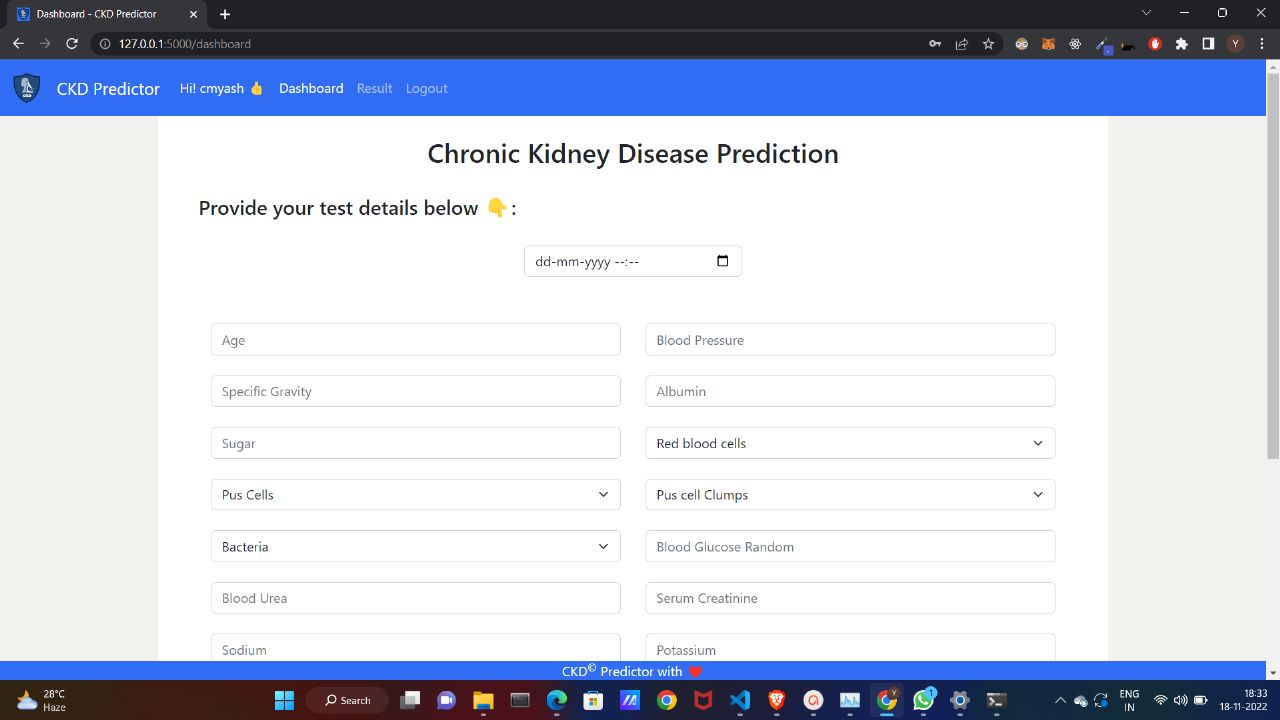 Dashboard - CKD Predictor
127.0.0.1:5000/dashboard
Y
CKD Predictor Hi! cmyash 👍 Dashboard Result Logout
Chronic Kidney Disease Prediction
Provide your test details below 👇 :
dd-mm-yyyy --:--
Age Blood Pressure
Specific Gravity Albumin
Sugar Red blood cells
Pus Cells Pus cell Clumps
Bacteria Blood Glucose Random
Blood Urea Serum Creatinine
Sodium Potassium
CKD© Predictor with ❤️
28°C
Haze
Search
1
ENG
IN
18:33
18-11-2022